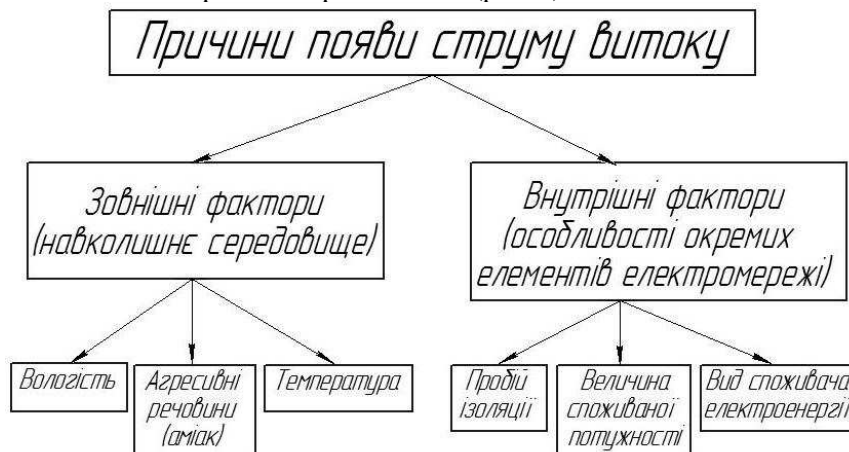 Причини появи струму витоку
Зовнішні фактори
(навколишнє середовище)
Внутрішні фактори
(особливості окремих
елементів електромережі)
Вологість
Агресивні
речовини
(аміак)
Температура
Пробій
ізоляції
Величина
споживаної
потужності
Вид споживача
електроенергії